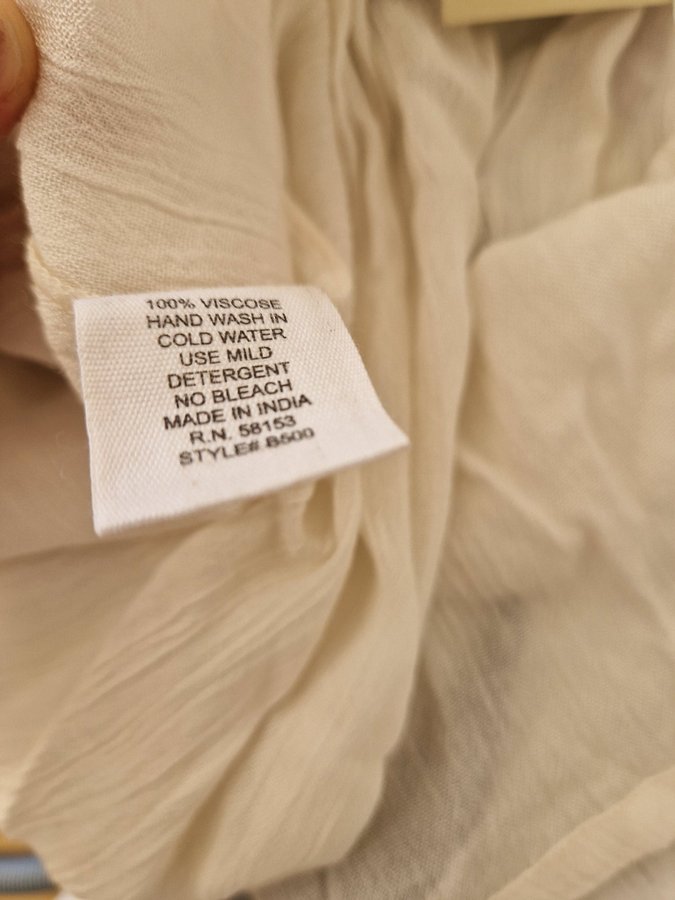 100% VISCOSE
HAND WASH IN
COLD WATER
USE MILD
DETERGENT
NO BLEACH
MADE IN INDIA
R.N. 58153
STYLE# B500